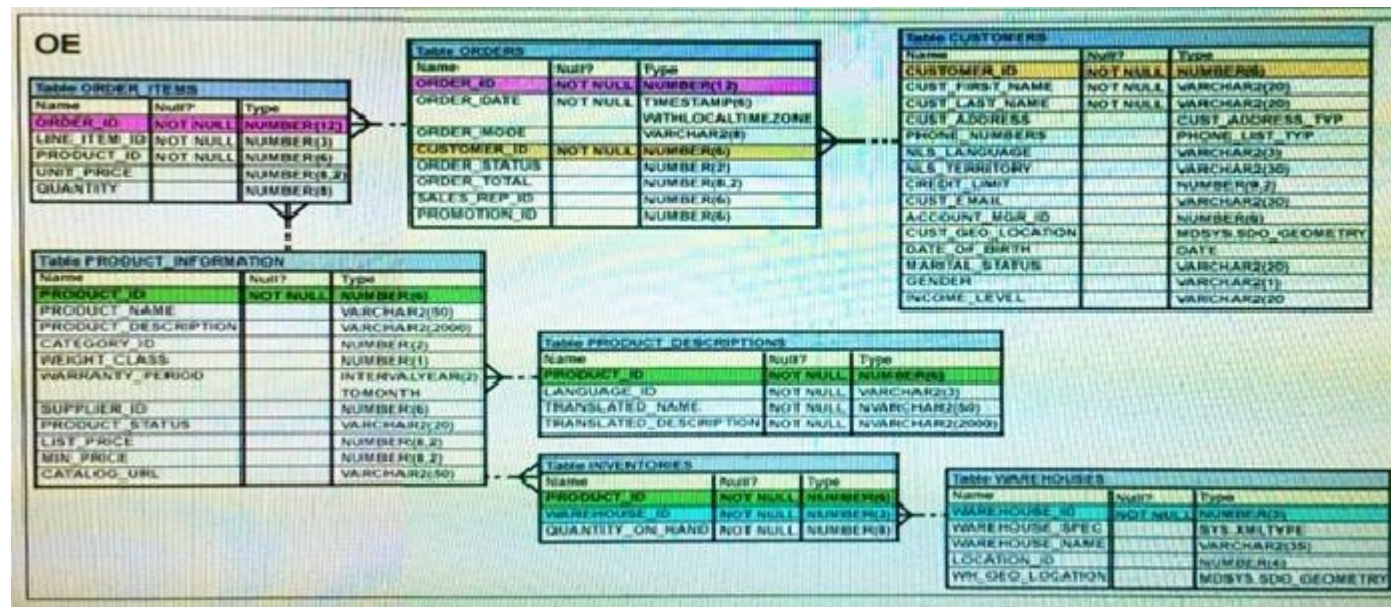 OE
Table ORDER_ITEMS
Name Null? Type
ORDER_ID NOT NULL NUMBER(12)
LINE_ITEM_ID NOT NULL NUMBER(3)
PRODUCT_ID NOT NULL NUMBER(6)
UNIT_PRICE NUMBER(8,2)
QUANTITY NUMBER(8)
Table ORDERS
Name Null? Type
ORDER_ID NOT NULL NUMBER(12)
ORDER_DATE NOT NULL TIMESTAMP(6)
WITHLOCALTIMEZONE
ORDER_MODE VARCHAR2(8)
CUSTOMER_ID NOT NULL NUMBER(6)
ORDER_STATUS NUMBER(2)
ORDER_TOTAL NUMBER(8,2)
SALES_REP_ID NUMBER(6)
PROMOTION_ID NUMBER(6)
Table CUSTOMERS
Name Null? Type
CUSTOMER_ID NOT NULL NUMBER(6)
CUST_FIRST_NAME NOT NULL VARCHAR2(20)
CUST_LAST_NAME NOT NULL VARCHAR2(20)
CUST_ADDRESS CUST_ADDRESS_TYP
PHONE_NUMBERS PHONE_LIST_TYP
NLS_LANGUAGE VARCHAR2(3)
NLS_TERRITORY VARCHAR2(30)
CREDIT_LIMIT NUMBER(9,2)
CUST_EMAIL VARCHAR2(30)
ACCOUNT_MGR_ID NUMBER(6)
CUST_GEO_LOCATION MDSYS.SDO_GEOMETRY
DATE_OF_BIRTH DATE
MARITAL_STATUS VARCHAR2(20)
GENDER VARCHAR2(1)
INCOME_LEVEL VARCHAR2(20
Table PRODUCT_INFORMATION
Name Null? Type
PRODUCT_ID NOT NULL NUMBER(6)
PRODUCT_NAME VARCHAR2(50)
PRODUCT_DESCRIPTION VARCHAR2(2000)
CATEGORY_ID NUMBER(2)
WEIGHT_CLASS NUMBER(1)
WARRANTY_PERIOD INTERVALYEAR(2)
TOMONTH
SUPPLIER_ID NUMBER(6)
PRODUCT_STATUS VARCHAR2(20)
LIST_PRICE NUMBER(8,2)
MIN_PRICE NUMBER(8,2)
CATALOG_URL VARCHAR2(50)
Table PRODUCT_DESCRIPTIONS
Name Null? Type
PRODUCT_ID NOT NULL NUMBER(6)
LANGUAGE_ID NOT NULL VARCHAR2(3)
TRANSLATED_NAME NOT NULL NVARCHAR2(50)
TRANSLATED_DESCRIPTION NOT NULL NVARCHAR2(2000)
Table INVENTORIES
Name Null? Type
PRODUCT_ID NOT NULL NUMBER(6)
WAREHOUSE_ID NOT NULL NUMBER(3)
QUANTITY_ON_HAND NOT NULL NUMBER(8)
Table WAREHOUSES
Name Null? Type
WAREHOUSE_ID NOT NULL NUMBER(3)
WAREHOUSE_SPEC SYS.XMLTYPE
WAREHOUSE_NAME VARCHAR2(35)
LOCATION_ID NUMBER(4)
WH_GEO_LOCATION MDSYS.SDO_GEOMETRY